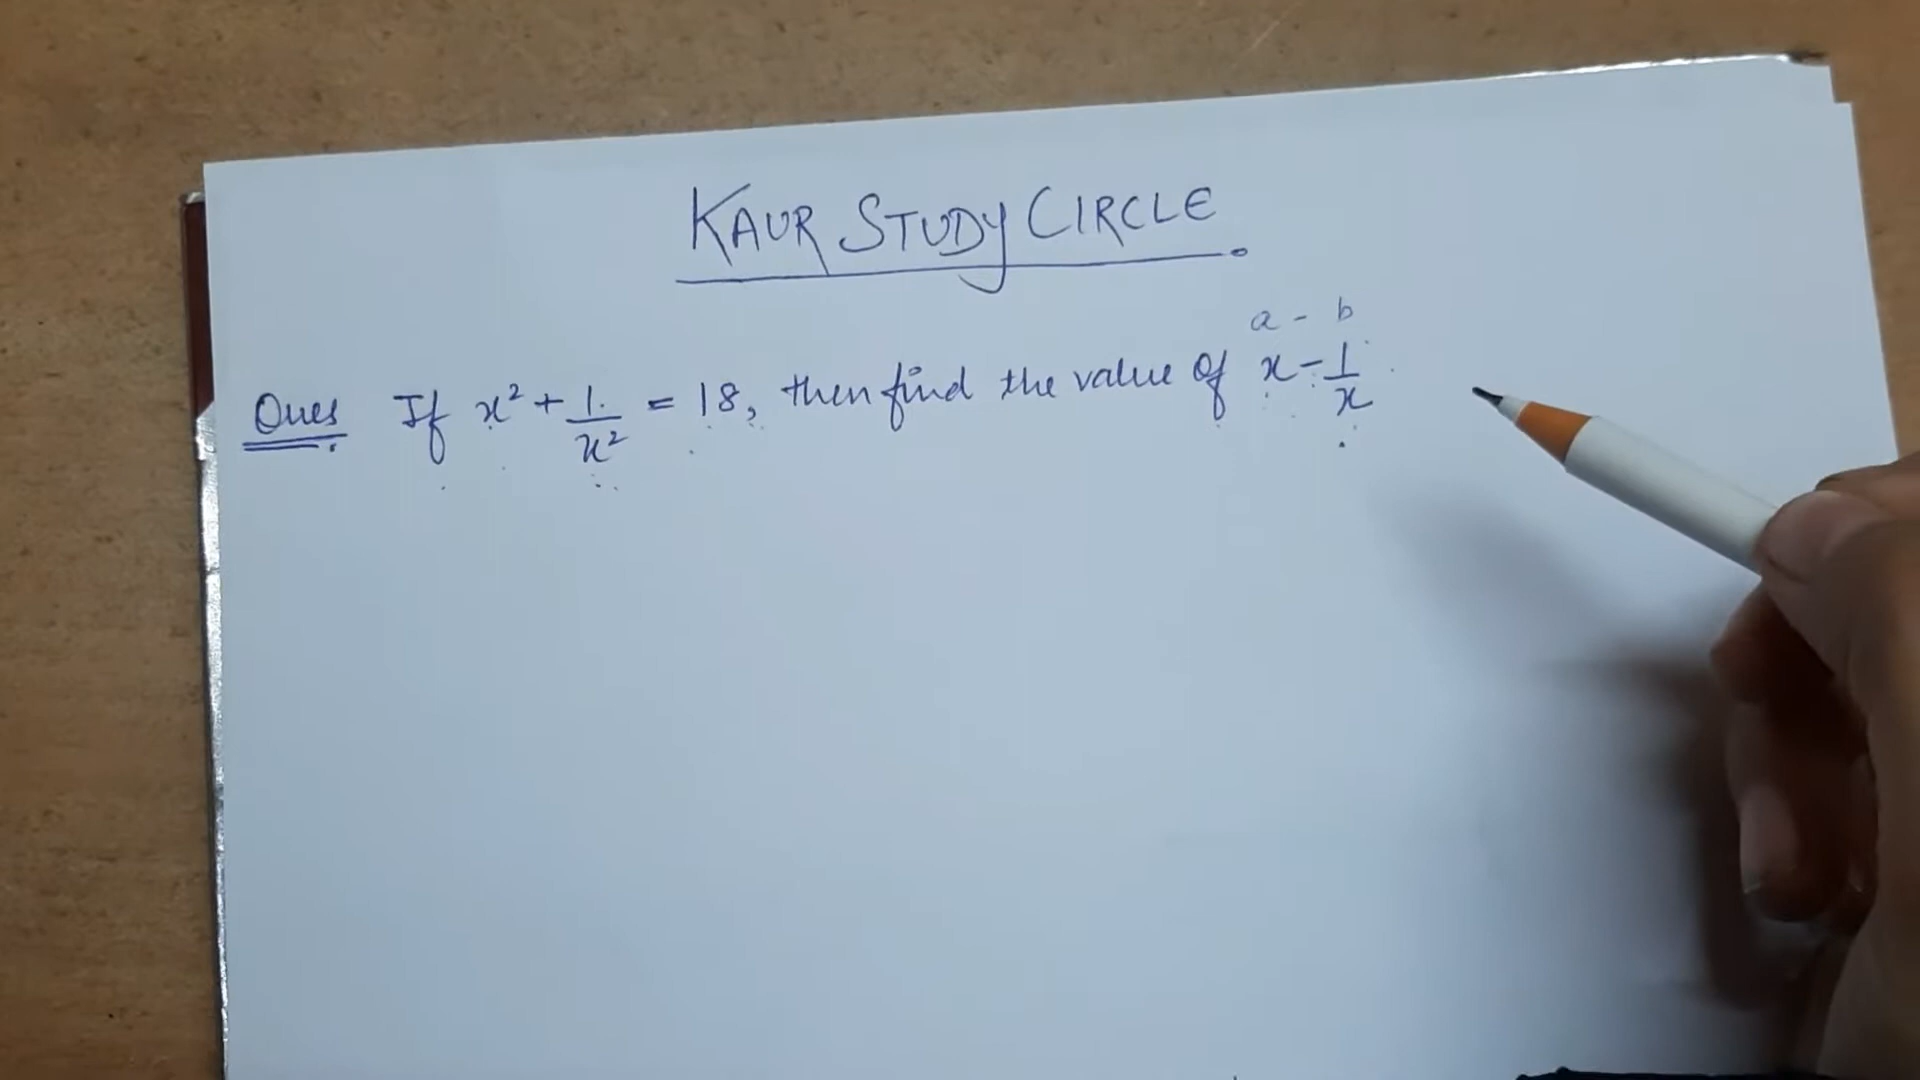 KAUR STUDY CIRCLE
a - b
Ques If x² + 1/x² = 18, then find the value of x - 1/x